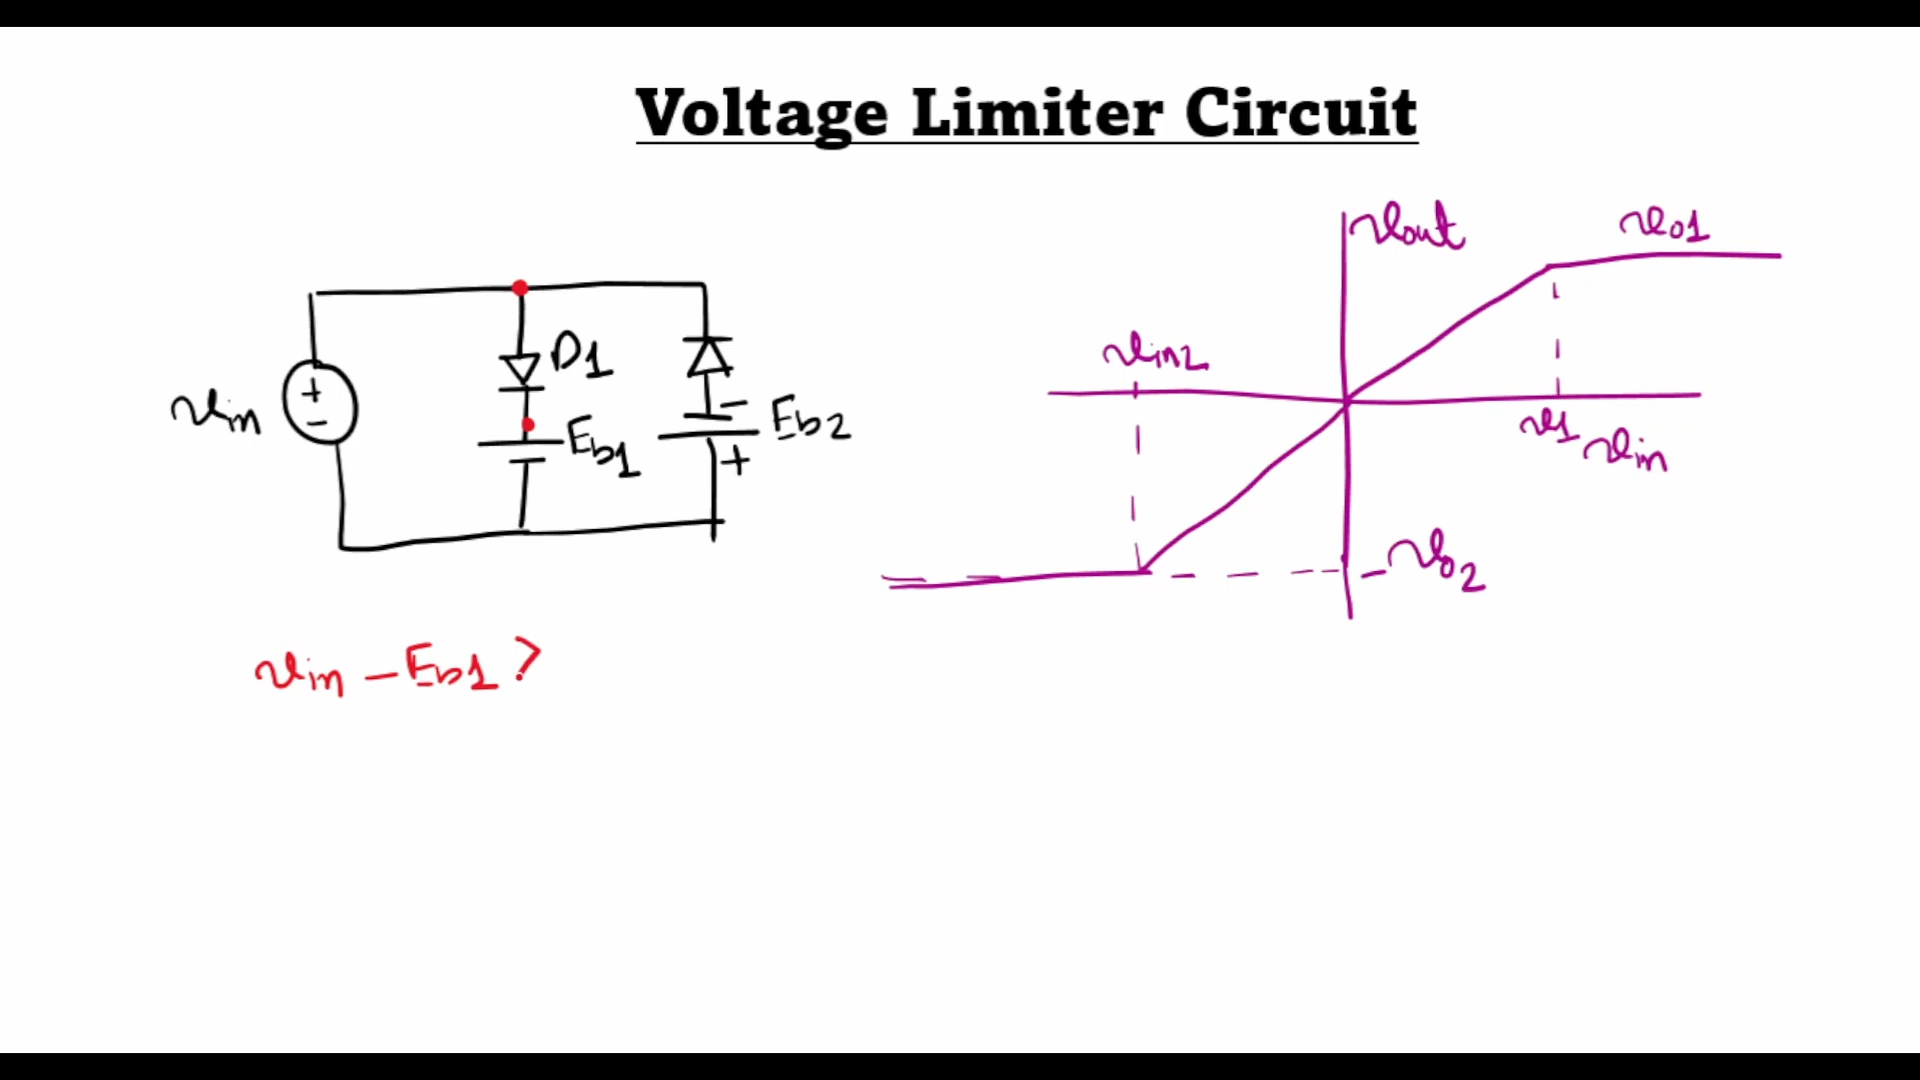 Voltage Limiter Circuit
vin
+
-
D1
Eb1
-
+
Eb2
vout
vo1
vin2
v1
vin
-vo2
vin - Eb1 >